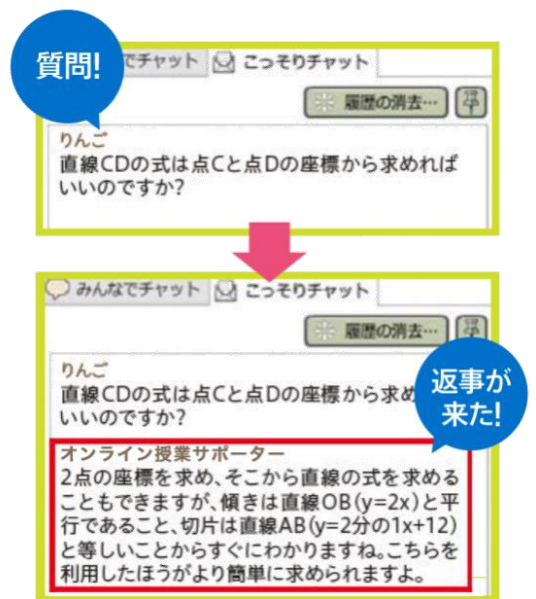 質問!
でチャット こっそりチャット
履歴の消去…
りんご
直線CDの式は点Cと点Dの座標から求めれば
いいのですか?
みんなでチャット こっそりチャット
履歴の消去…
りんご
直線CDの式は点Cと点Dの座標から求め
いいのですか?
返事が
来た!
オンライン授業サポーター
2点の座標を求め、そこから直線の式を求める
こともできますが、傾きは直線OB(y=2x)と平
行であること、切片は直線AB(y=2分の1x+12)
と等しいことからすぐにわかりますね。こちらを
利用したほうがより簡単に求められますよ。